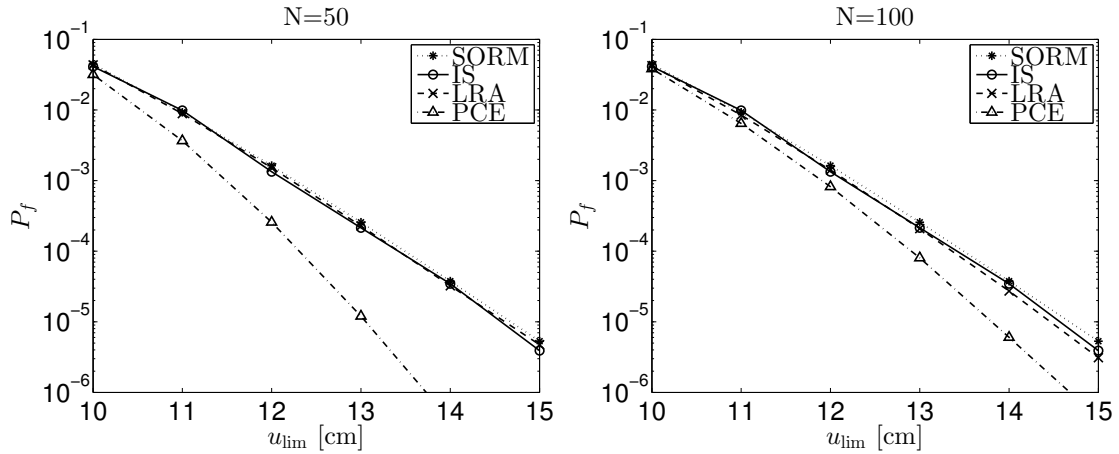 N=50
10⁻¹
10⁻²
10⁻³
10⁻⁴
10⁻⁵
10⁻⁶
P_f
10 11 12 13 14 15
u_lim [cm]
SORM
IS
LRA
PCE
N=100
10⁻¹
10⁻²
10⁻³
10⁻⁴
10⁻⁵
10⁻⁶
P_f
10 11 12 13 14 15
u_lim [cm]
SORM
IS
LRA
PCE